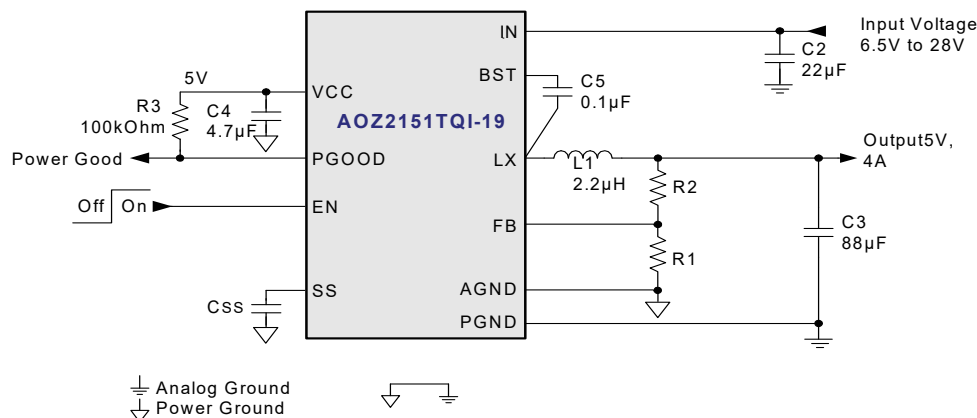 IN
Input Voltage
6.5V to 28V
C2
22µF
BST
C5
0.1µF
5V
VCC
R3
100kOhm
C4
4.7µF
AOZ2151TQI-19
Power Good
PGOOD
LX
L1
2.2µH
Output5V,
4A
R2
Off
On
EN
FB
C3
88µF
R1
SS
CSS
AGND
PGND
Analog Ground
Power Ground